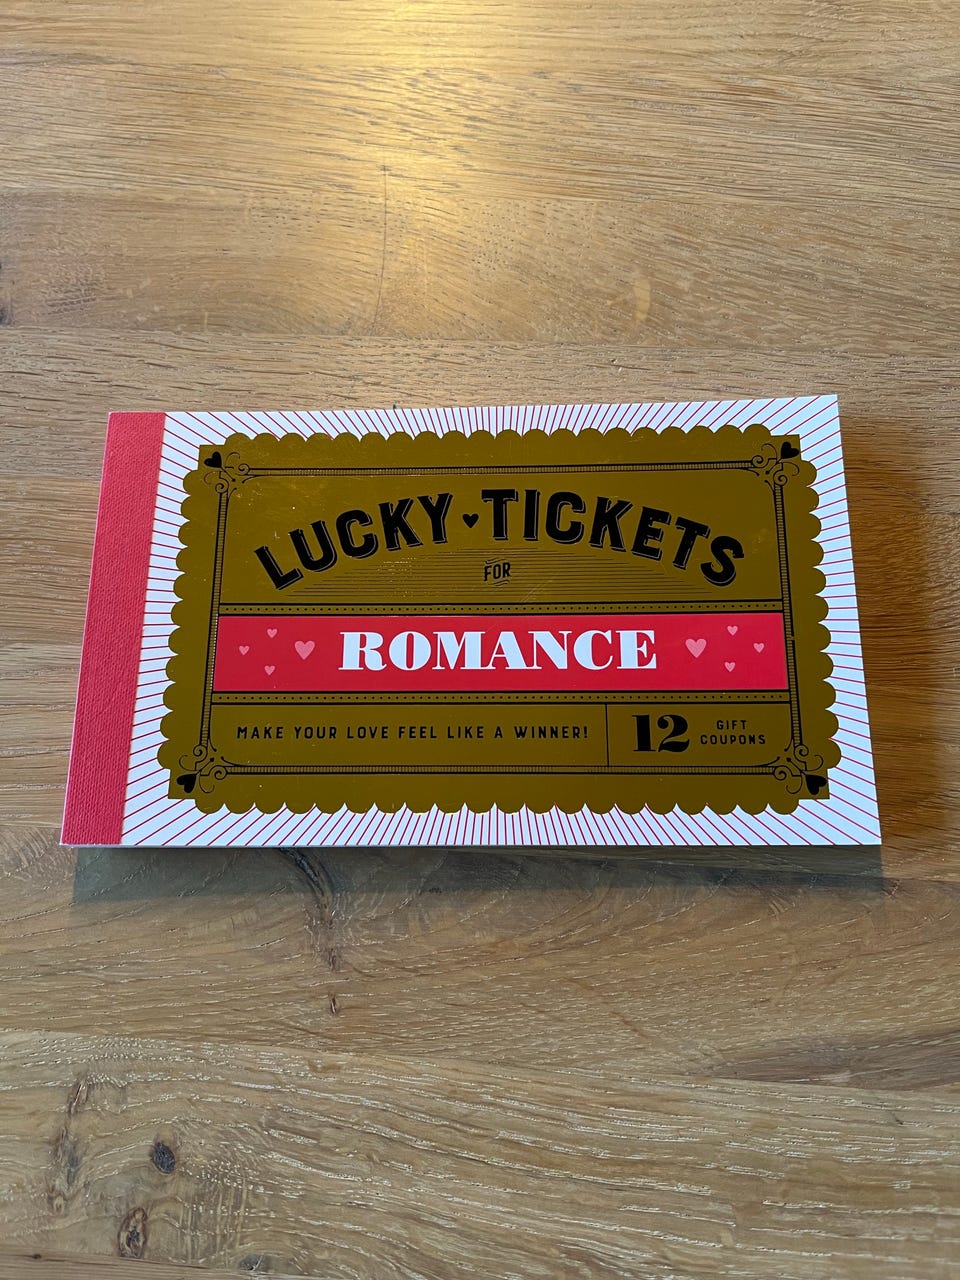 LUCKY TICKETS
FOR
ROMANCE
MAKE YOUR LOVE FEEL LIKE A WINNER!
12 GIFT
COUPONS